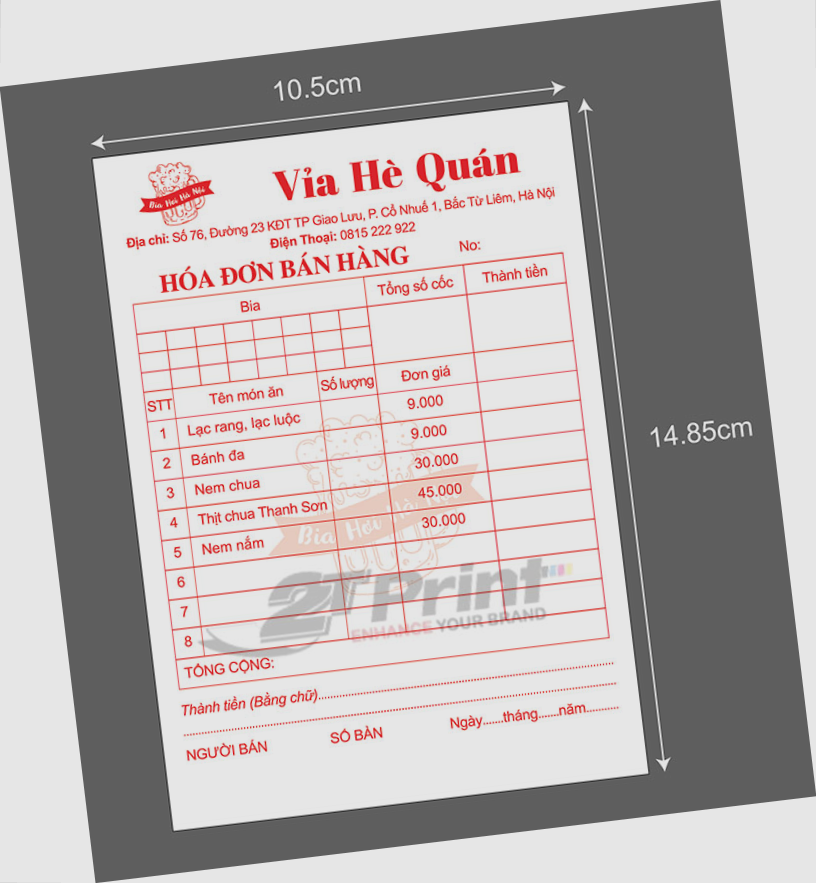 10.5cm
Bia Hơi Hà Nội
Vỉa Hè Quán
Địa chỉ: Số 76, Đường 23 KĐT TP Giao Lưu, P. Cổ Nhuế 1, Bắc Từ Liêm, Hà Nội
Điện Thoại: 0815 222 922
HÓA ĐƠN BÁN HÀNG No:
Bia Tổng số cốc Thành tiền
STT Tên món ăn Số lượng Đơn giá
1 Lạc rang, lạc luộc 9.000
2 Bánh đa 9.000
3 Nem chua 30.000
4 Thịt chua Thanh Sơn 45.000
5 Nem nắm 30.000
6
7
8
Bia Hơi Hà Nội
2TPrint
ENHANCE YOUR BRAND
TỔNG CỘNG:
Thành tiền (Bằng chữ)..........................................................................
..........................................................................................................
NGƯỜI BÁN SỐ BÀN Ngày......tháng......năm..........
14.85cm